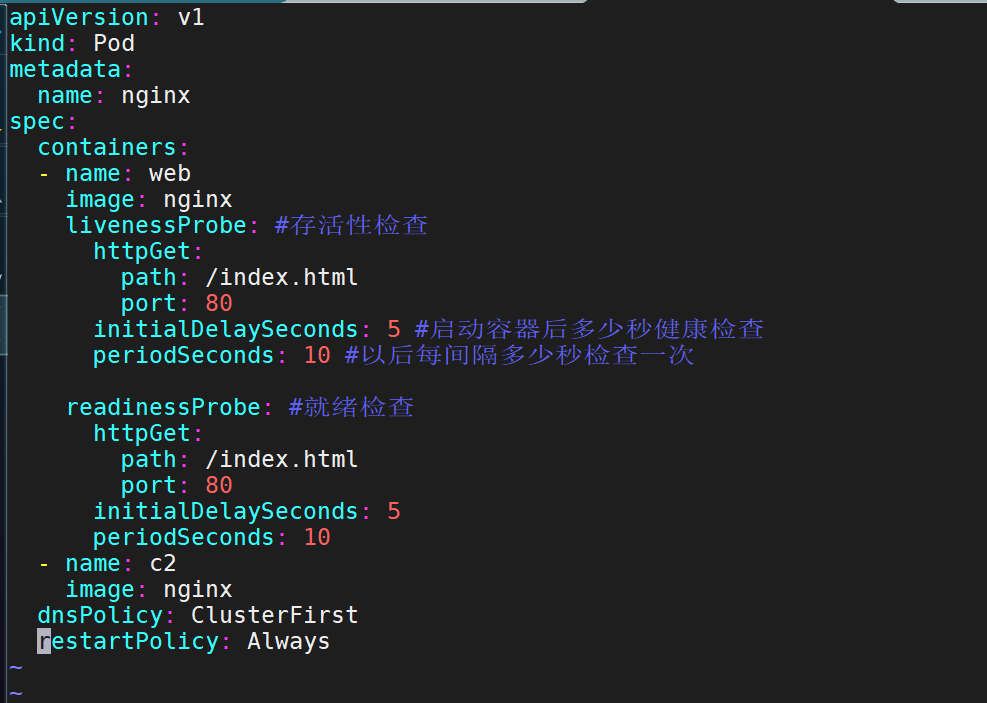 apiVersion: v1
kind: Pod
metadata:
  name: nginx
spec:
  containers:
  - name: web
    image: nginx
    livenessProbe: #存活性检查
      httpGet:
        path: /index.html
        port: 80
      initialDelaySeconds: 5 #启动容器后多少秒健康检查
      periodSeconds: 10 #以后每间隔多少秒检查一次

    readinessProbe: #就绪检查
      httpGet:
        path: /index.html
        port: 80
      initialDelaySeconds: 5
      periodSeconds: 10
  - name: c2
    image: nginx
  dnsPolicy: ClusterFirst
  restartPolicy: Always
~
~